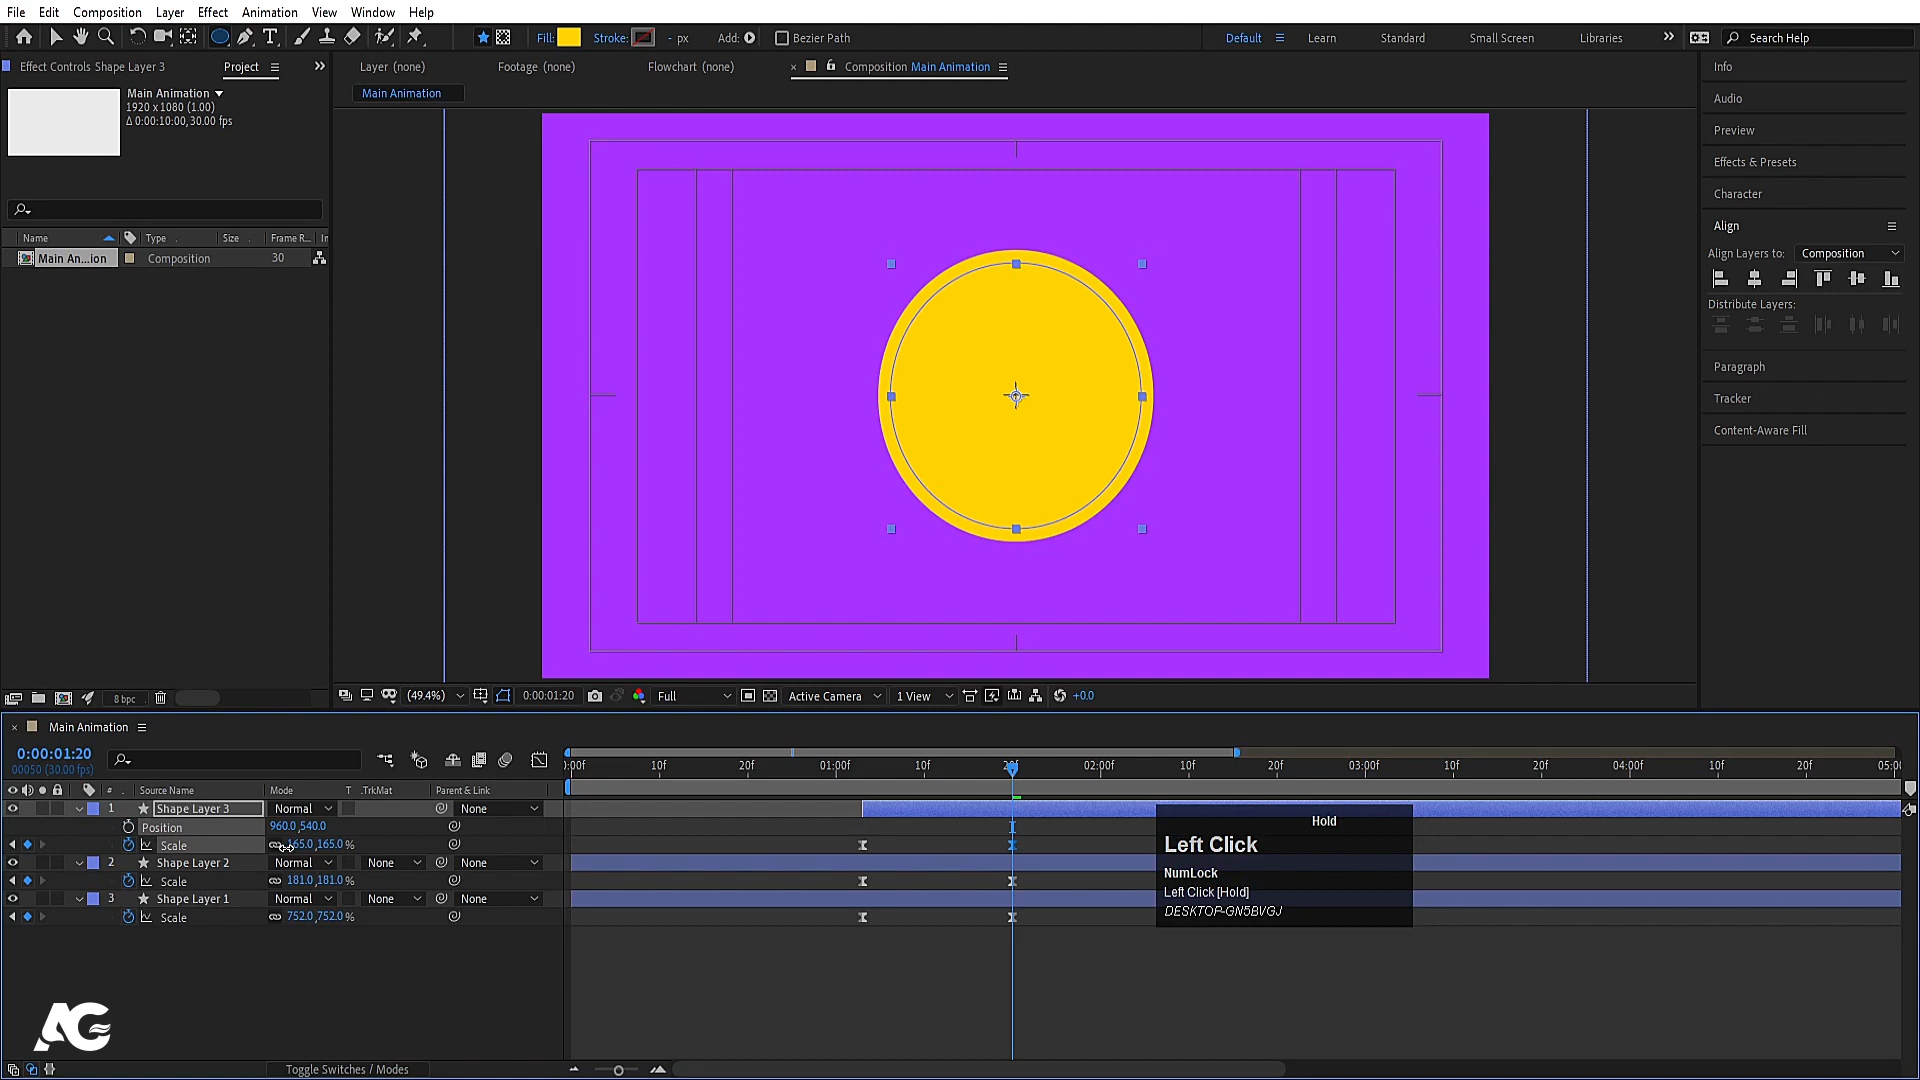 File Edit Composition Layer Effect Animation View Window Help
Fill: Stroke: - px Add: Bezier Path Default Learn Standard Small Screen Libraries Search Help
Effect Controls Shape Layer 3 Project
Layer (none) Footage (none) Flowchart (none) Composition Main Animation
Main Animation
1920 x 1080 (1.00)
Δ 0:00:10:00, 30.00 fps
Main Animation
Name Type Size Frame R... In
Main An...ion Composition 30
8 bpc
(49.4%) 0:00:01:20 Full Active Camera 1 View +0.0
Info
Audio
Preview
Effects & Presets
Character
Align
Align Layers to: Composition
Distribute Layers:
Paragraph
Tracker
Content-Aware Fill
Main Animation
0:00:01:20
00050 (30.00 fps)
:00f 10f 20f 01:00f 10f 20f 02:00f 10f 20f 03:00f 10f 20f 04:00f 10f 20f 05:00
# Source Name Mode T .TrkMat Parent & Link
1 Shape Layer 3 Normal None
Position 960.0,540.0
Scale 165.0,165.0%
2 Shape Layer 2 Normal None None
Scale 181.0,181.0%
3 Shape Layer 1 Normal None None
Scale 752.0,752.0%
Hold
Left Click
NumLock
Left Click [Hold]
DESKTOP-GN5BVGJ
AG
Toggle Switches / Modes